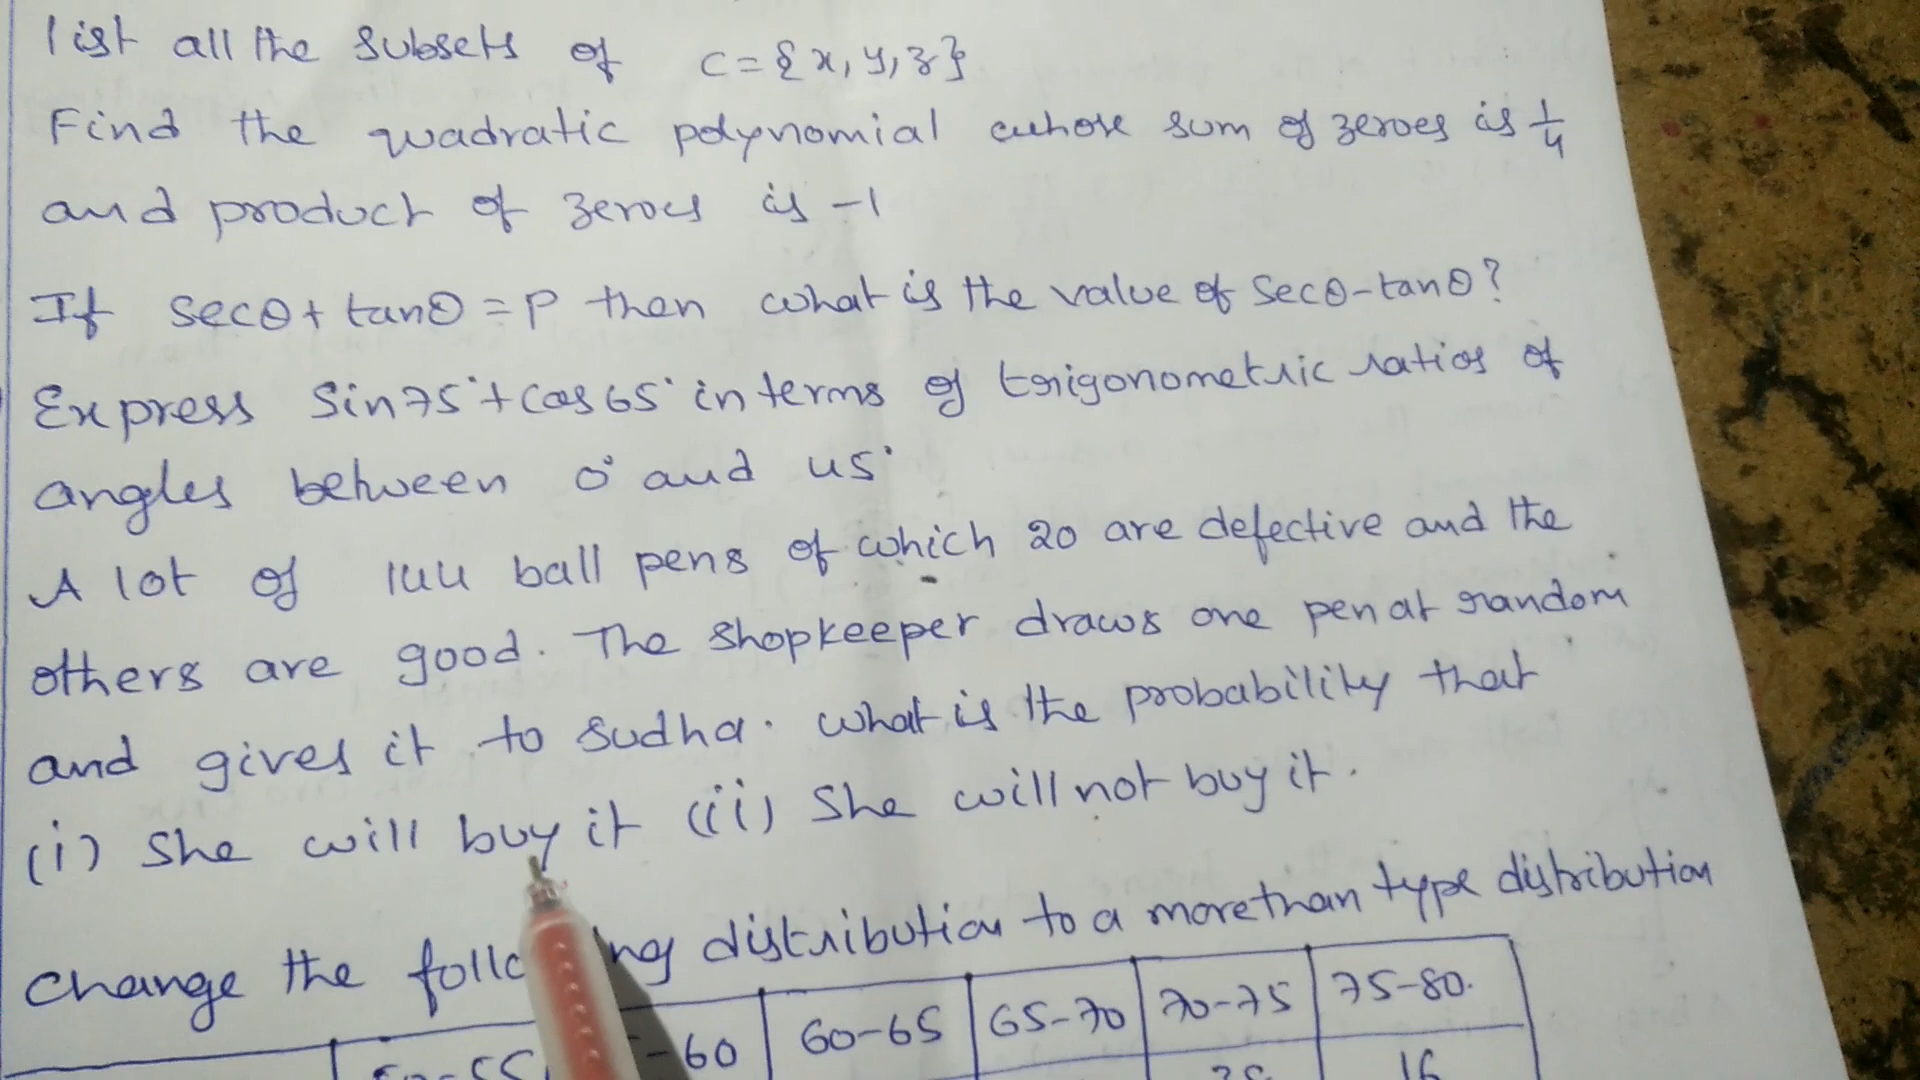 list all the subsets of C={x,y,z}
Find the quadratic polynomial whose sum of zeroes is 1/4
and product of zeroes is -1
If secθ+tanθ=P then what is the value of secθ-tanθ?
Express Sin75°+cos65° in terms of trigonometric ratios of
angles between 0° and 45°
A lot of 144 ball pens of which 20 are defective and the
others are good. The shopkeeper draws one pen at random
and gives it to Sudha. what is the probability that
(i) She will buy it (ii) She will not buy it.
change the following distribution to a morethan type distribution
-60 60-65 65-70 70-75 75-80.
16